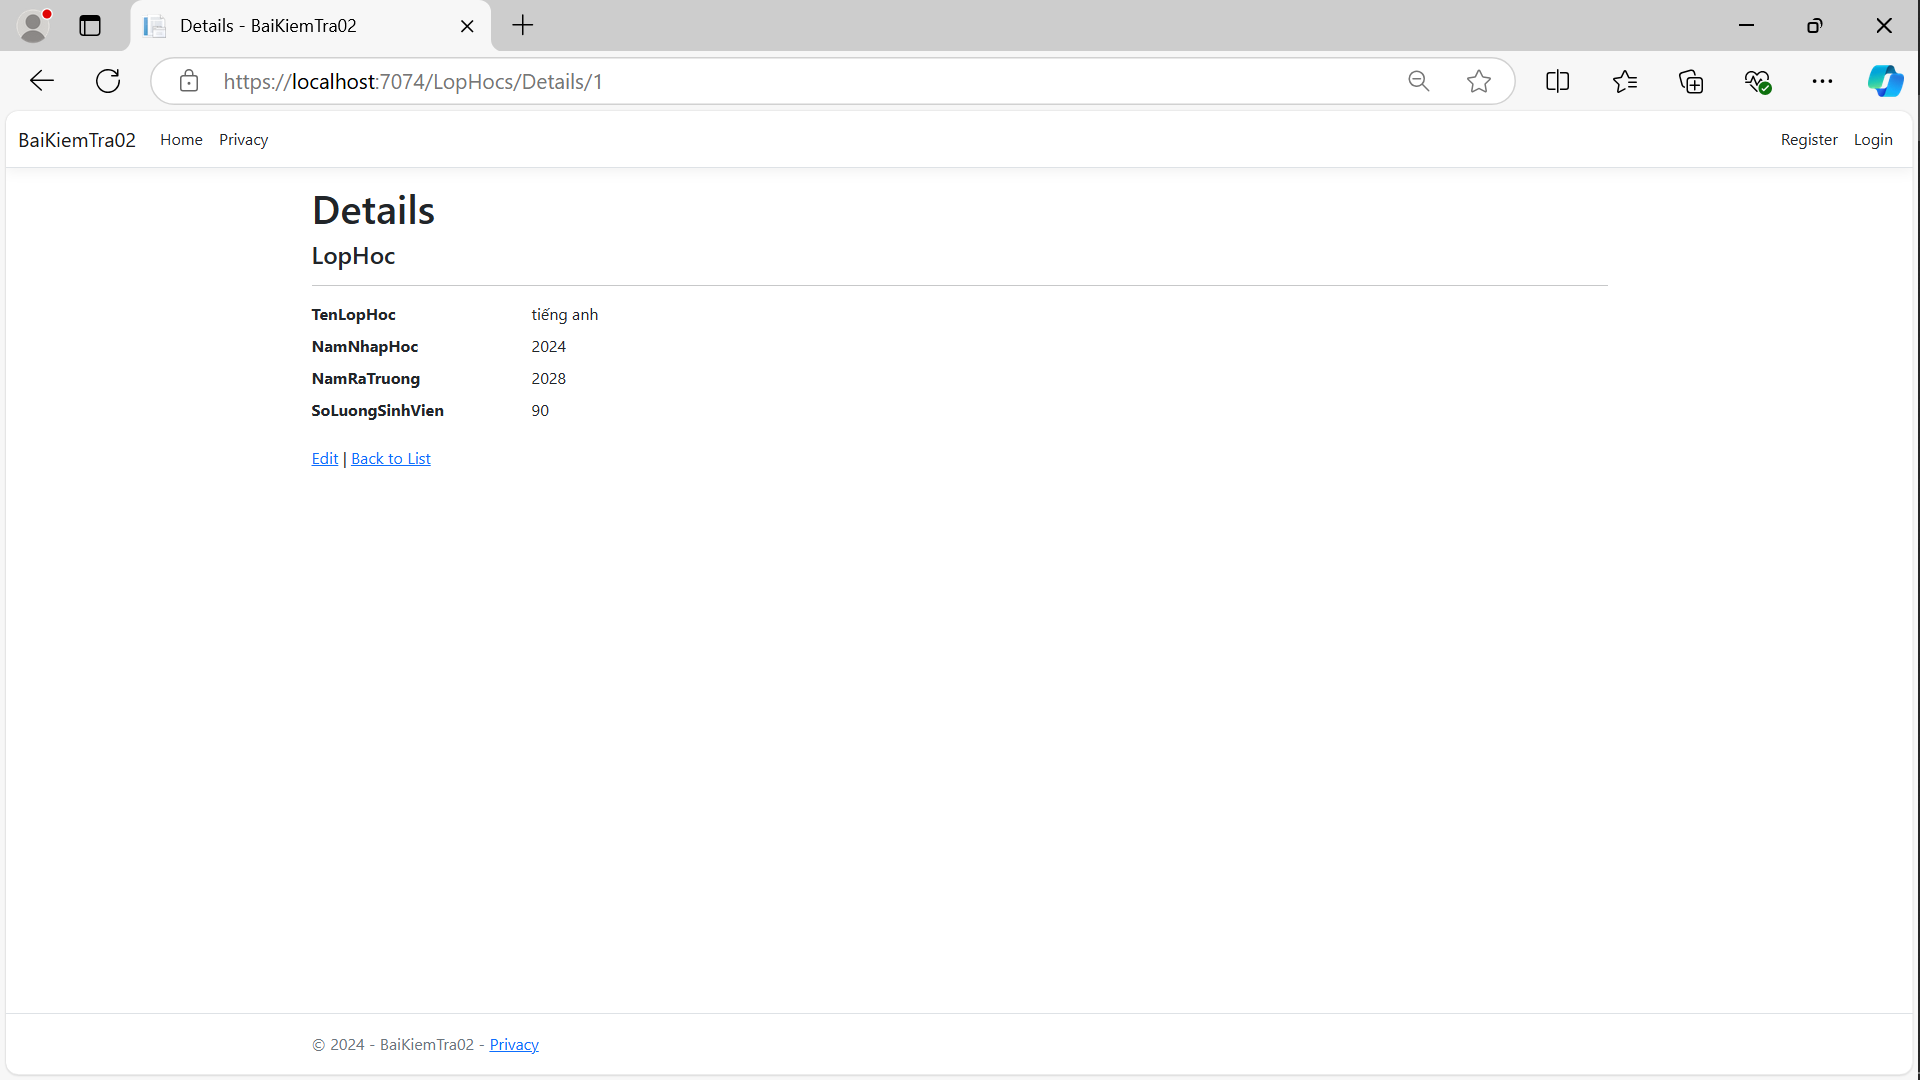 Details - BaiKiemTra02
https://localhost:7074/LopHocs/Details/1
BaiKiemTra02 Home Privacy Register Login
Details
LopHoc
TenLopHoc tiếng anh
NamNhapHoc 2024
NamRaTruong 2028
SoLuongSinhVien 90
Edit | Back to List
© 2024 - BaiKiemTra02 - Privacy